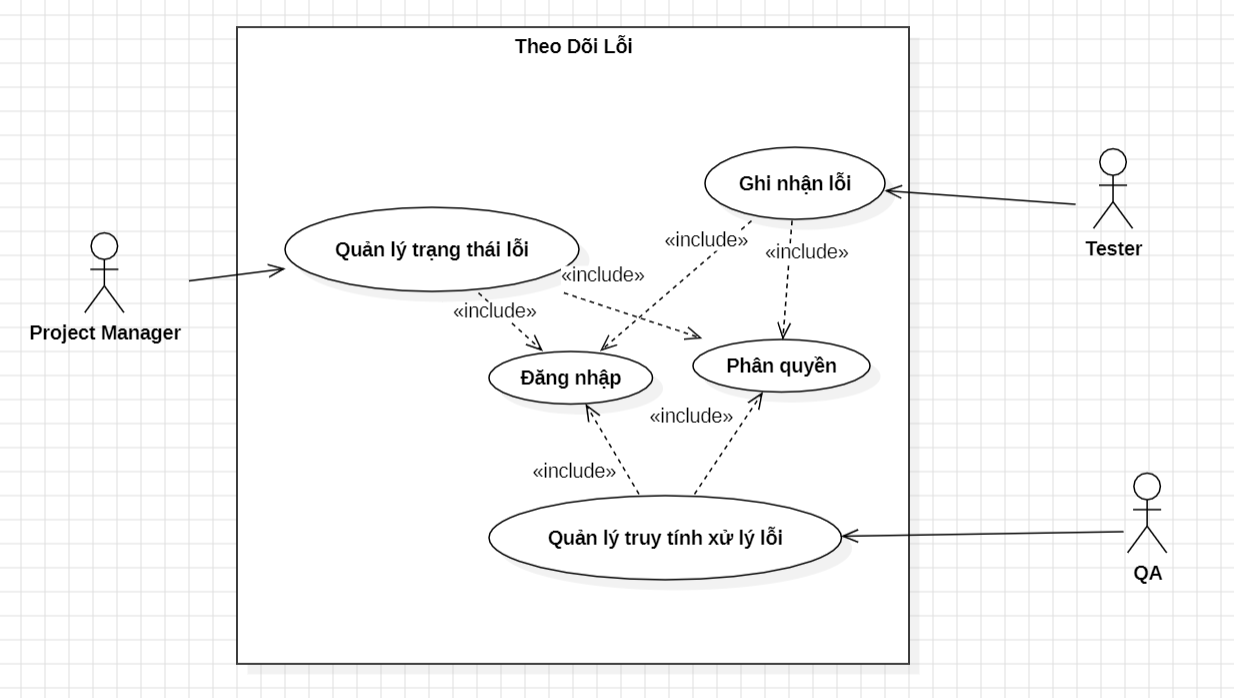 Theo Dõi Lỗi
Ghi nhận lỗi
Tester
Quản lý trạng thái lỗi
Project Manager
«include»
«include»
«include»
«include»
Đăng nhập
Phân quyền
«include»
«include»
Quản lý truy tính xử lý lỗi
QA